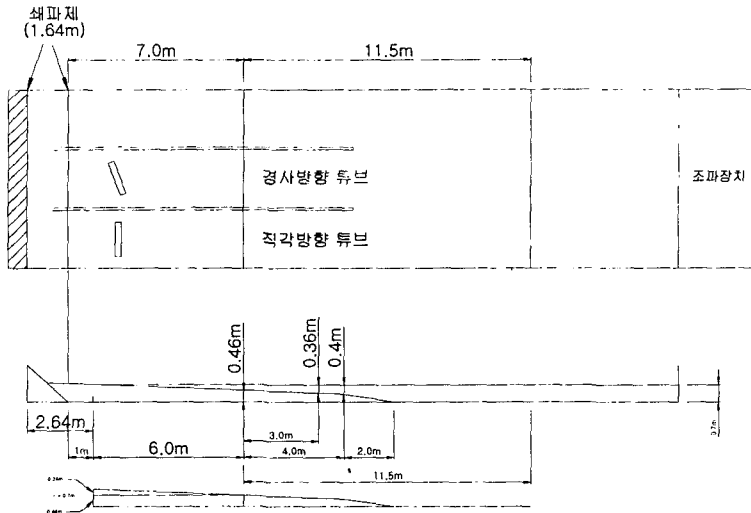 쇄파제
(1.64m)
7.0m
11.5m
경사방향 튜브
직각방향 튜브
조파장치
0.46m
0.36m
0.4m
2.64m
1m
6.0m
3.0m
4.0m
2.0m
11.5m